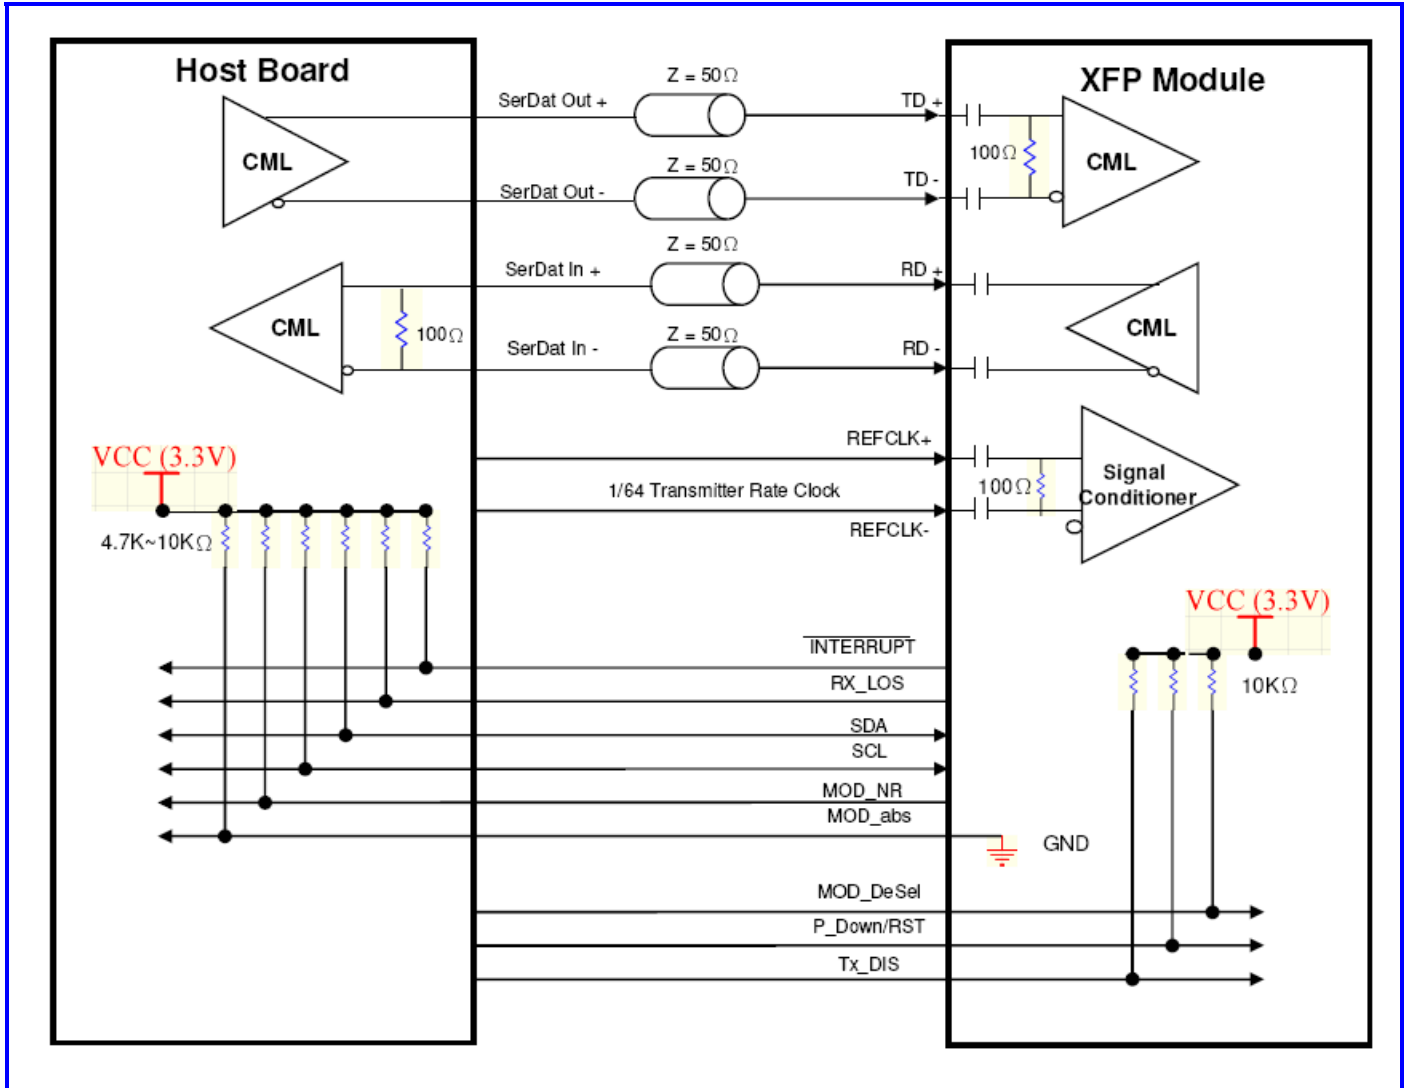 Host Board
XFP Module
Z = 50Ω
SerDat Out +
TD +
CML
100Ω
CML
Z = 50Ω
SerDat Out -
TD -
Z = 50Ω
SerDat In +
RD +
CML
100Ω
CML
Z = 50Ω
SerDat In -
RD -
REFCLK+
1/64 Transmitter Rate Clock
REFCLK-
100Ω
Signal
Conditioner
VCC (3.3V)
4.7K~10KΩ
VCC (3.3V)
10KΩ
INTERRUPT
RX_LOS
SDA
SCL
MOD_NR
MOD_abs
GND
MOD_DeSel
P_Down/RST
Tx_DIS